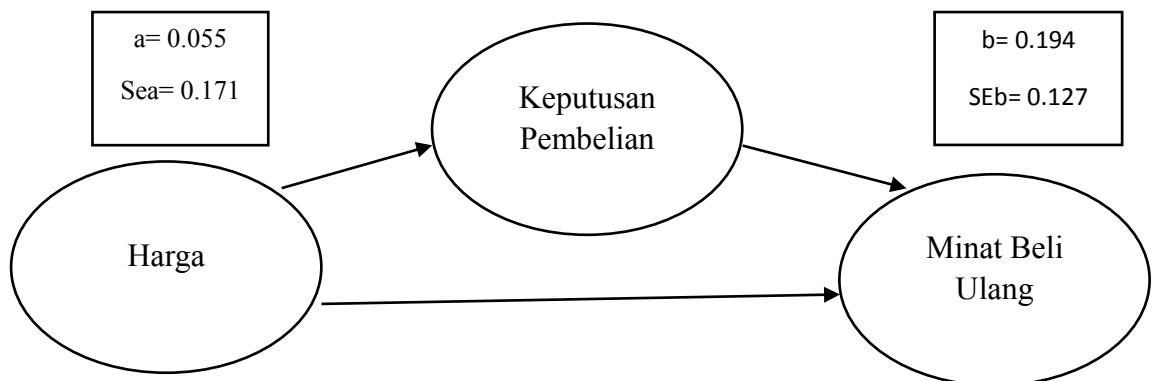 a= 0.055
Sea= 0.171
Keputusan
Pembelian
b= 0.194
SEb= 0.127
Harga
Minat Beli
Ulang